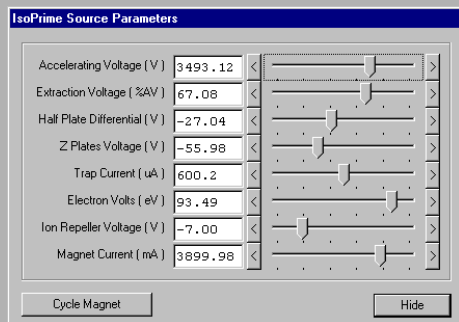 IsoPrime Source Parameters
Accelerating Voltage ( V ) 3493.12 < >
Extraction Voltage ( %AV ) 67.08 < >
Half Plate Differential ( V ) -27.04 < >
Z Plates Voltage ( V ) -55.98 < >
Trap Current ( uA ) 600.2 < >
Electron Volts ( eV ) 93.49 < >
Ion Repeller Voltage ( V ) -7.00 < >
Magnet Current ( mA ) 3899.98 < >
Cycle Magnet Hide